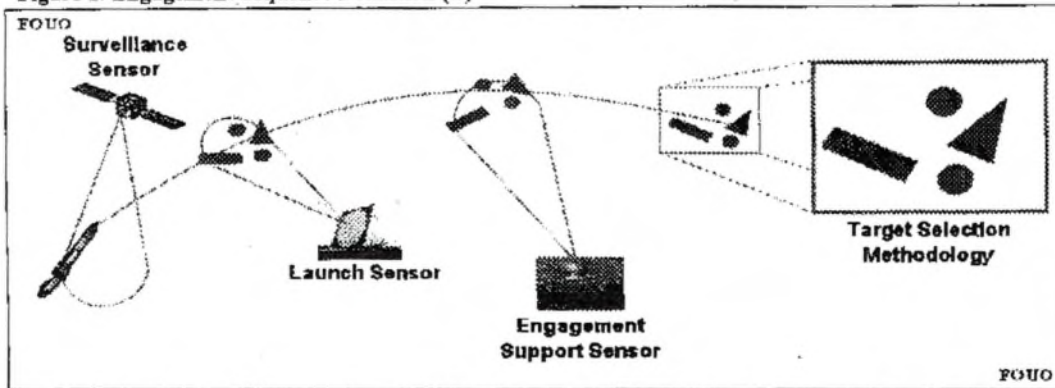 FOUO
Surveillance
Sensor
Launch Sensor
Engagement
Support Sensor
Target Selection
Methodology
FOUO